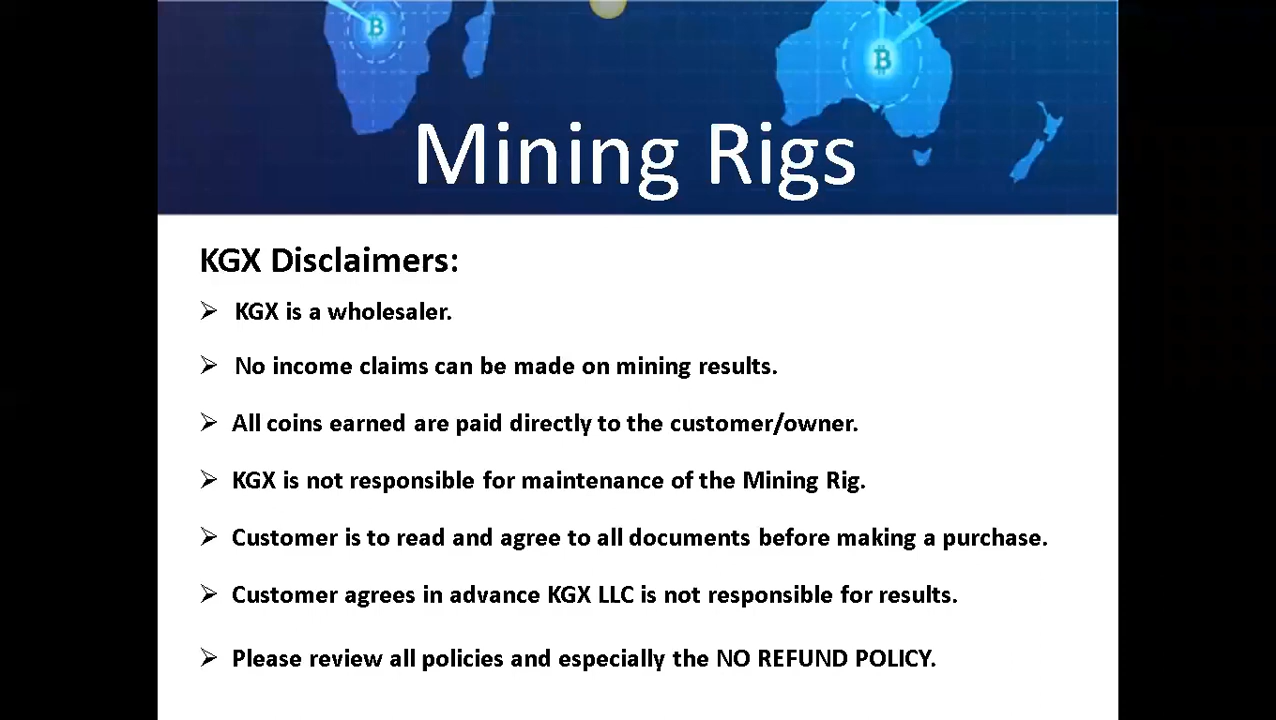 Mining Rigs
KGX Disclaimers:
➢ KGX is a wholesaler.
➢ No income claims can be made on mining results.
➢ All coins earned are paid directly to the customer/owner.
➢ KGX is not responsible for maintenance of the Mining Rig.
➢ Customer is to read and agree to all documents before making a purchase.
➢ Customer agrees in advance KGX LLC is not responsible for results.
➢ Please review all policies and especially the NO REFUND POLICY.